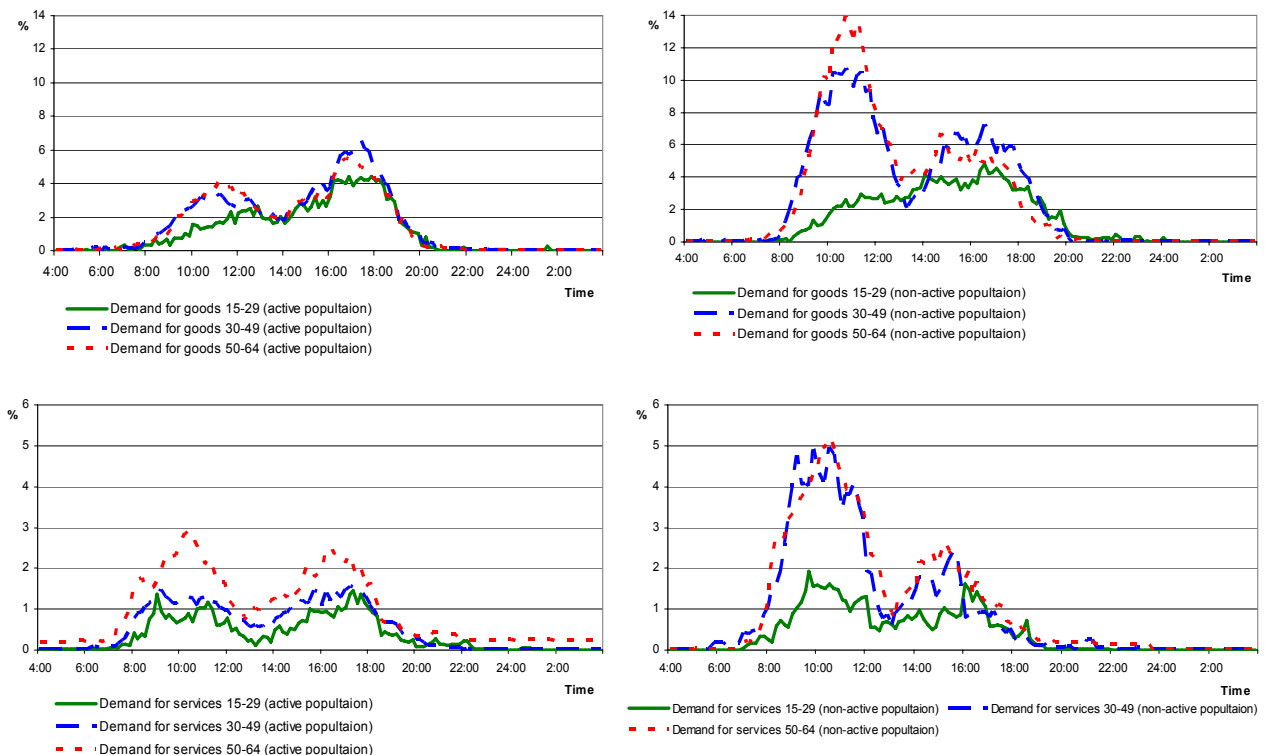 %
14
12
10
8
6
4
2
0
4:00 6:00 8:00 10:00 12:00 14:00 16:00 18:00 20:00 22:00 24:00 2:00
Time
Demand for goods 15-29 (active popultaion)
Demand for goods 30-49 (active popultaion)
Demand for goods 50-64 (active popultaion)
%
14
12
10
8
6
4
2
0
4:00 6:00 8:00 10:00 12:00 14:00 16:00 18:00 20:00 22:00 24:00 2:00
Time
Demand for goods 15-29 (non-active popultaion)
Demand for goods 30-49 (non-active popultaion)
Demand for goods 50-64 (non-active popultaion)
%
6
5
4
3
2
1
0
4:00 6:00 8:00 10:00 12:00 14:00 16:00 18:00 20:00 22:00 24:00 2:00
Time
Demand for services 15-29 (active popultaion)
Demand for services 30-49 (active popultaion)
Demand for services 50-64 (active popultaion)
%
6
5
4
3
2
1
0
4:00 6:00 8:00 10:00 12:00 14:00 16:00 18:00 20:00 22:00 24:00 2:00
Time
Demand for services 15-29 (non-active popultaion) Demand for services 30-49 (non-active popultaion)
Demand for services 50-64 (non-active popultaion)